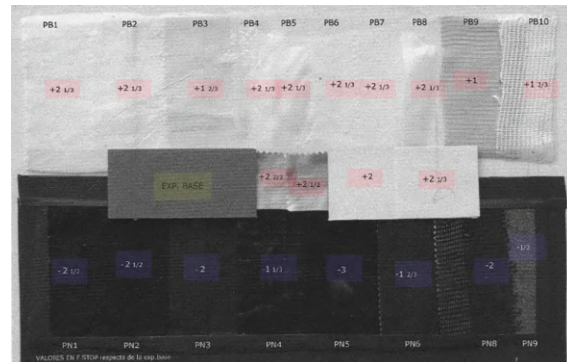 PB1 PB2 PB3 PB4 PB5 PB6 PB7 PB8 PB9 PB10
+2 1/3 +2 1/3 +1 2/3 +2 1/3 +2 1/3 +2 1/3 +2 1/3 +2 1/3 +1 +1 2/3
EXP. BASE +2 2/3 +2 1/2 +2 +2 1/3
-2 1/2 -2 1/2 -2 -1 1/3 -3 -1 2/3 -2 -1/2
PN1 PN2 PN3 PN4 PN5 PN6 PN8 PN9
VALORES EN F STOP respecto de la exp.base